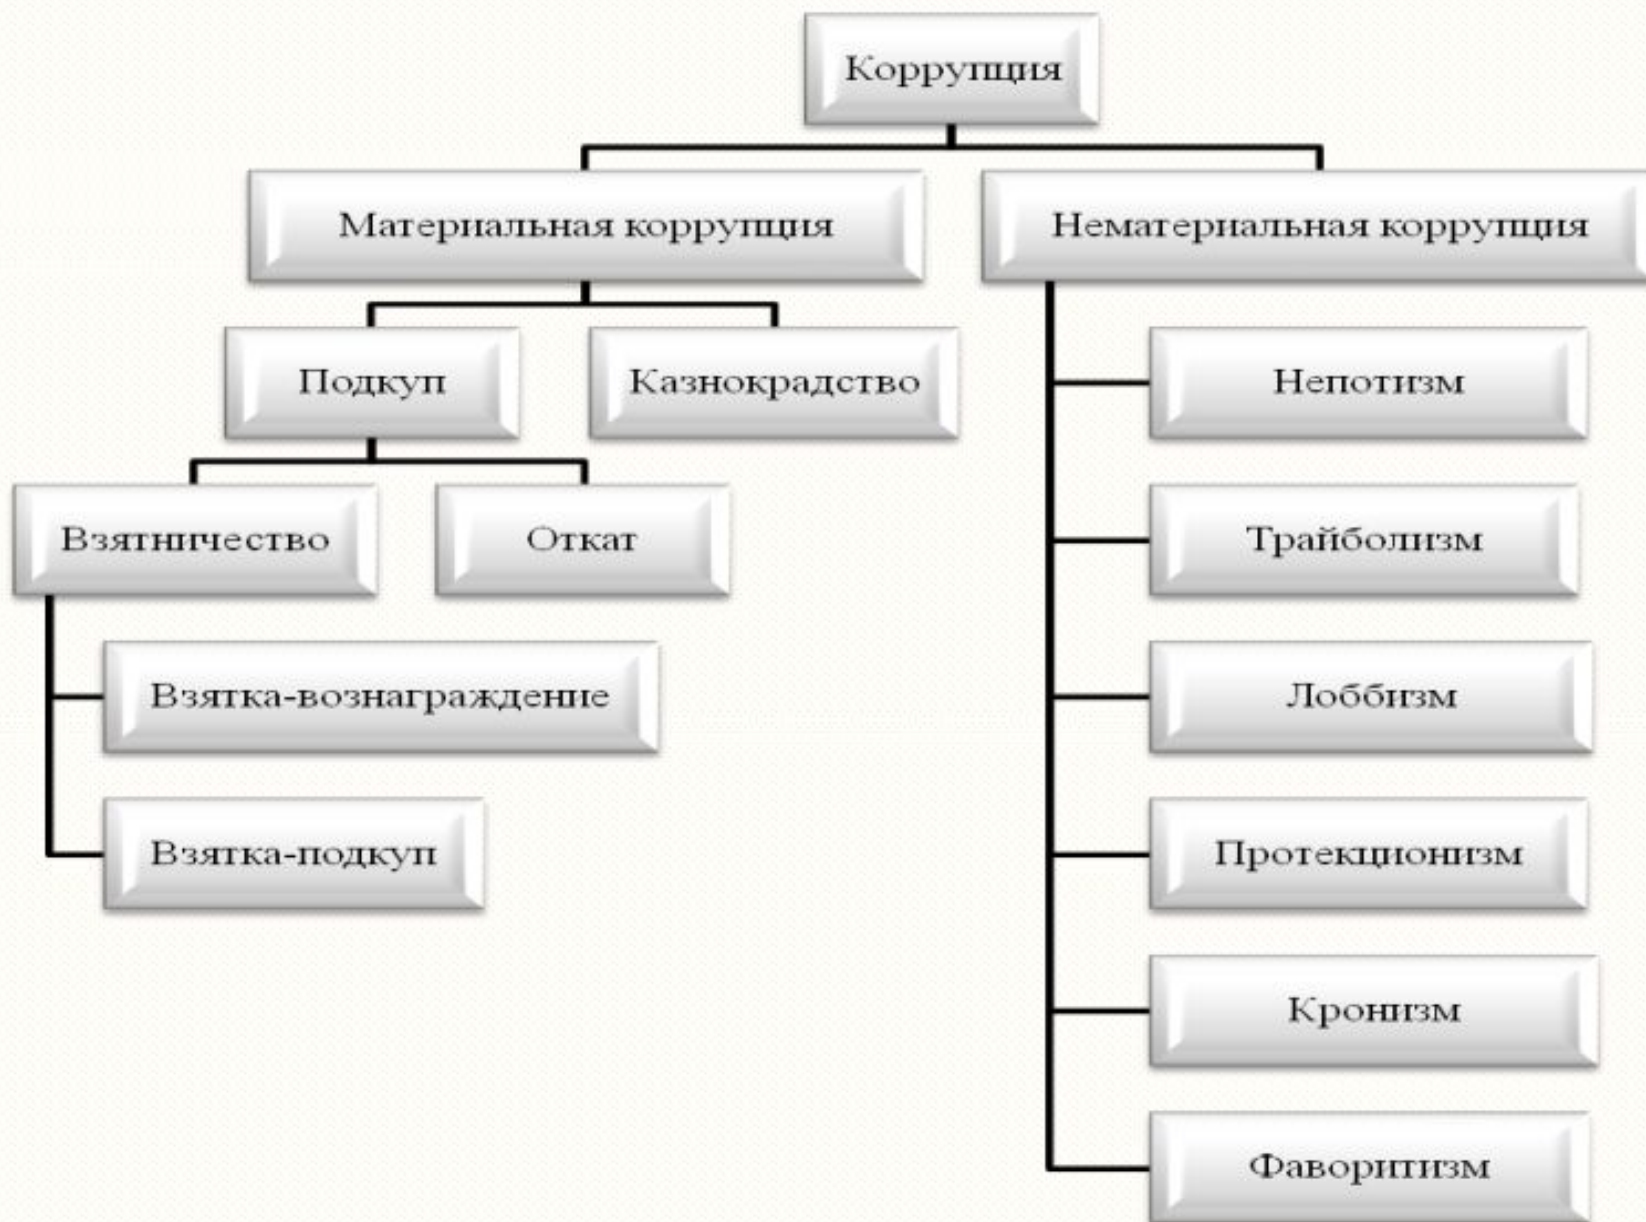 Коррупция
Материальная коррупция
Нематериальная коррупция
Подкуп
Казнокрадство
Непотизм
Взятничество
Откат
Трайболизм
Взятка-вознаграждение
Лоббизм
Взятка-подкуп
Протекционизм
Кронизм
Фаворитизм